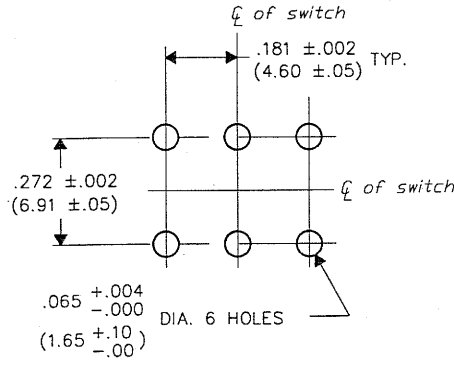 ℄ of switch
.181 ±.002 TYP.
(4.60 ±.05)
.272 ±.002
(6.91 ±.05)
℄ of switch
.065 +.004 -.000 DIA. 6 HOLES
(1.65 +.10 -.00)